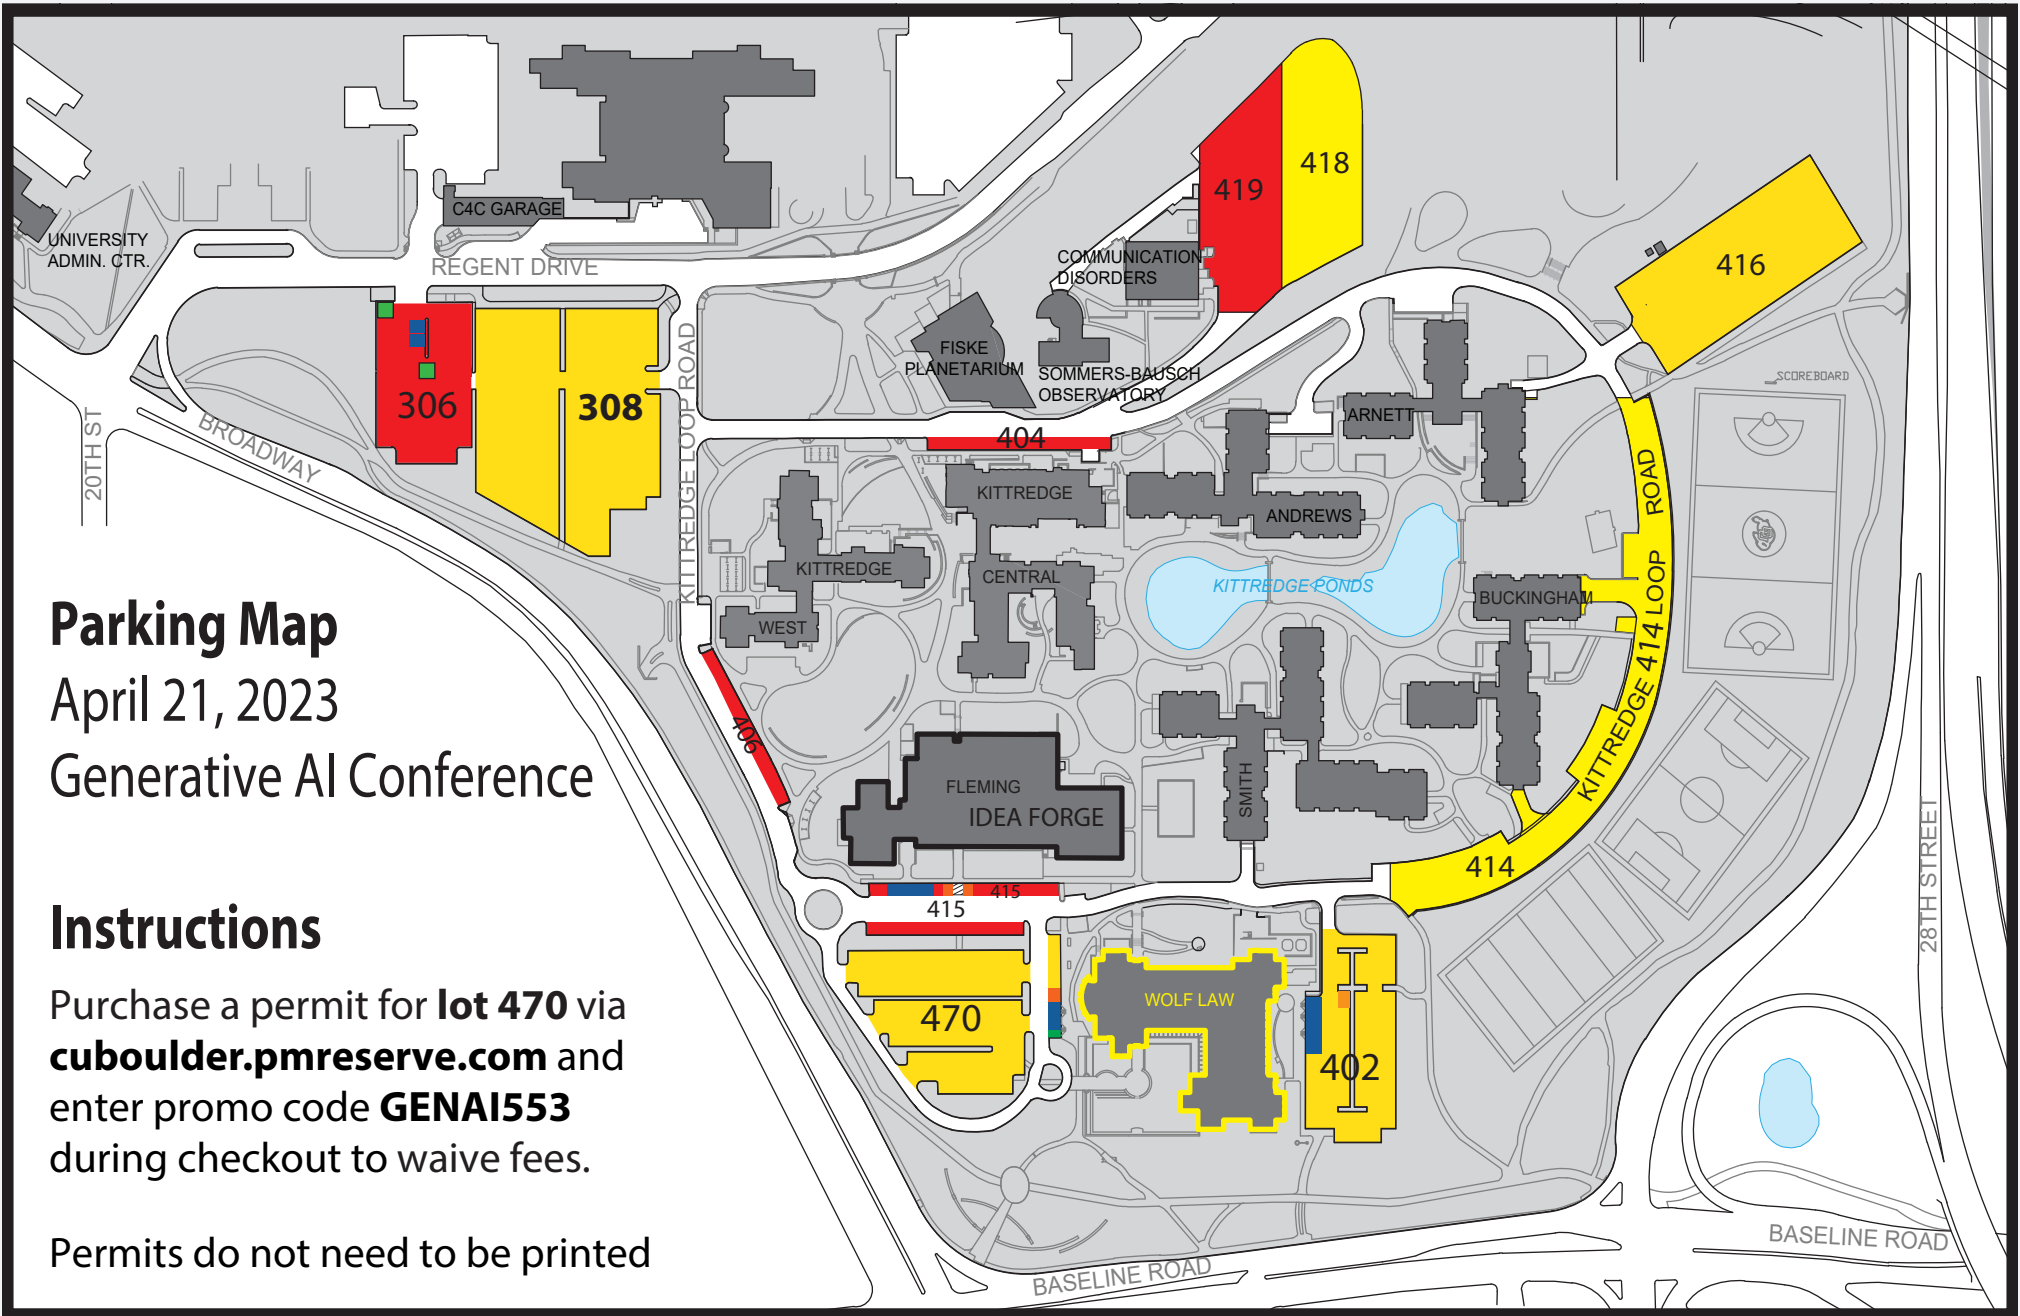 Parking Map
April 21, 2023
Generative AI Conference
Instructions
Purchase a permit for lot 470 via
cuboulder.pmreserve.com and
enter promo code GENAI553
during checkout to waive fees.
Permits do not need to be printed
UNIVERSITY
ADMIN. CTR.
C4C GARAGE
REGENT DRIVE
20TH ST
BROADWAY
306
308
KITTREDGE LOOP ROAD
FISKE
PLANETARIUM
COMMUNICATION
DISORDERS
SOMMERS-BAUSCH
OBSERVATORY
419
418
416
SCOREBOARD
404
KITTREDGE
CENTRAL
KITTREDGE
WEST
ARNETT
ANDREWS
KITTREDGE PONDS
BUCKINGHAM
KITTREDGE 414 LOOP ROAD
406
FLEMING
IDEA FORGE
SMITH
414
415
415
470
WOLF LAW
402
28TH STREET
BASELINE ROAD
BASELINE ROAD